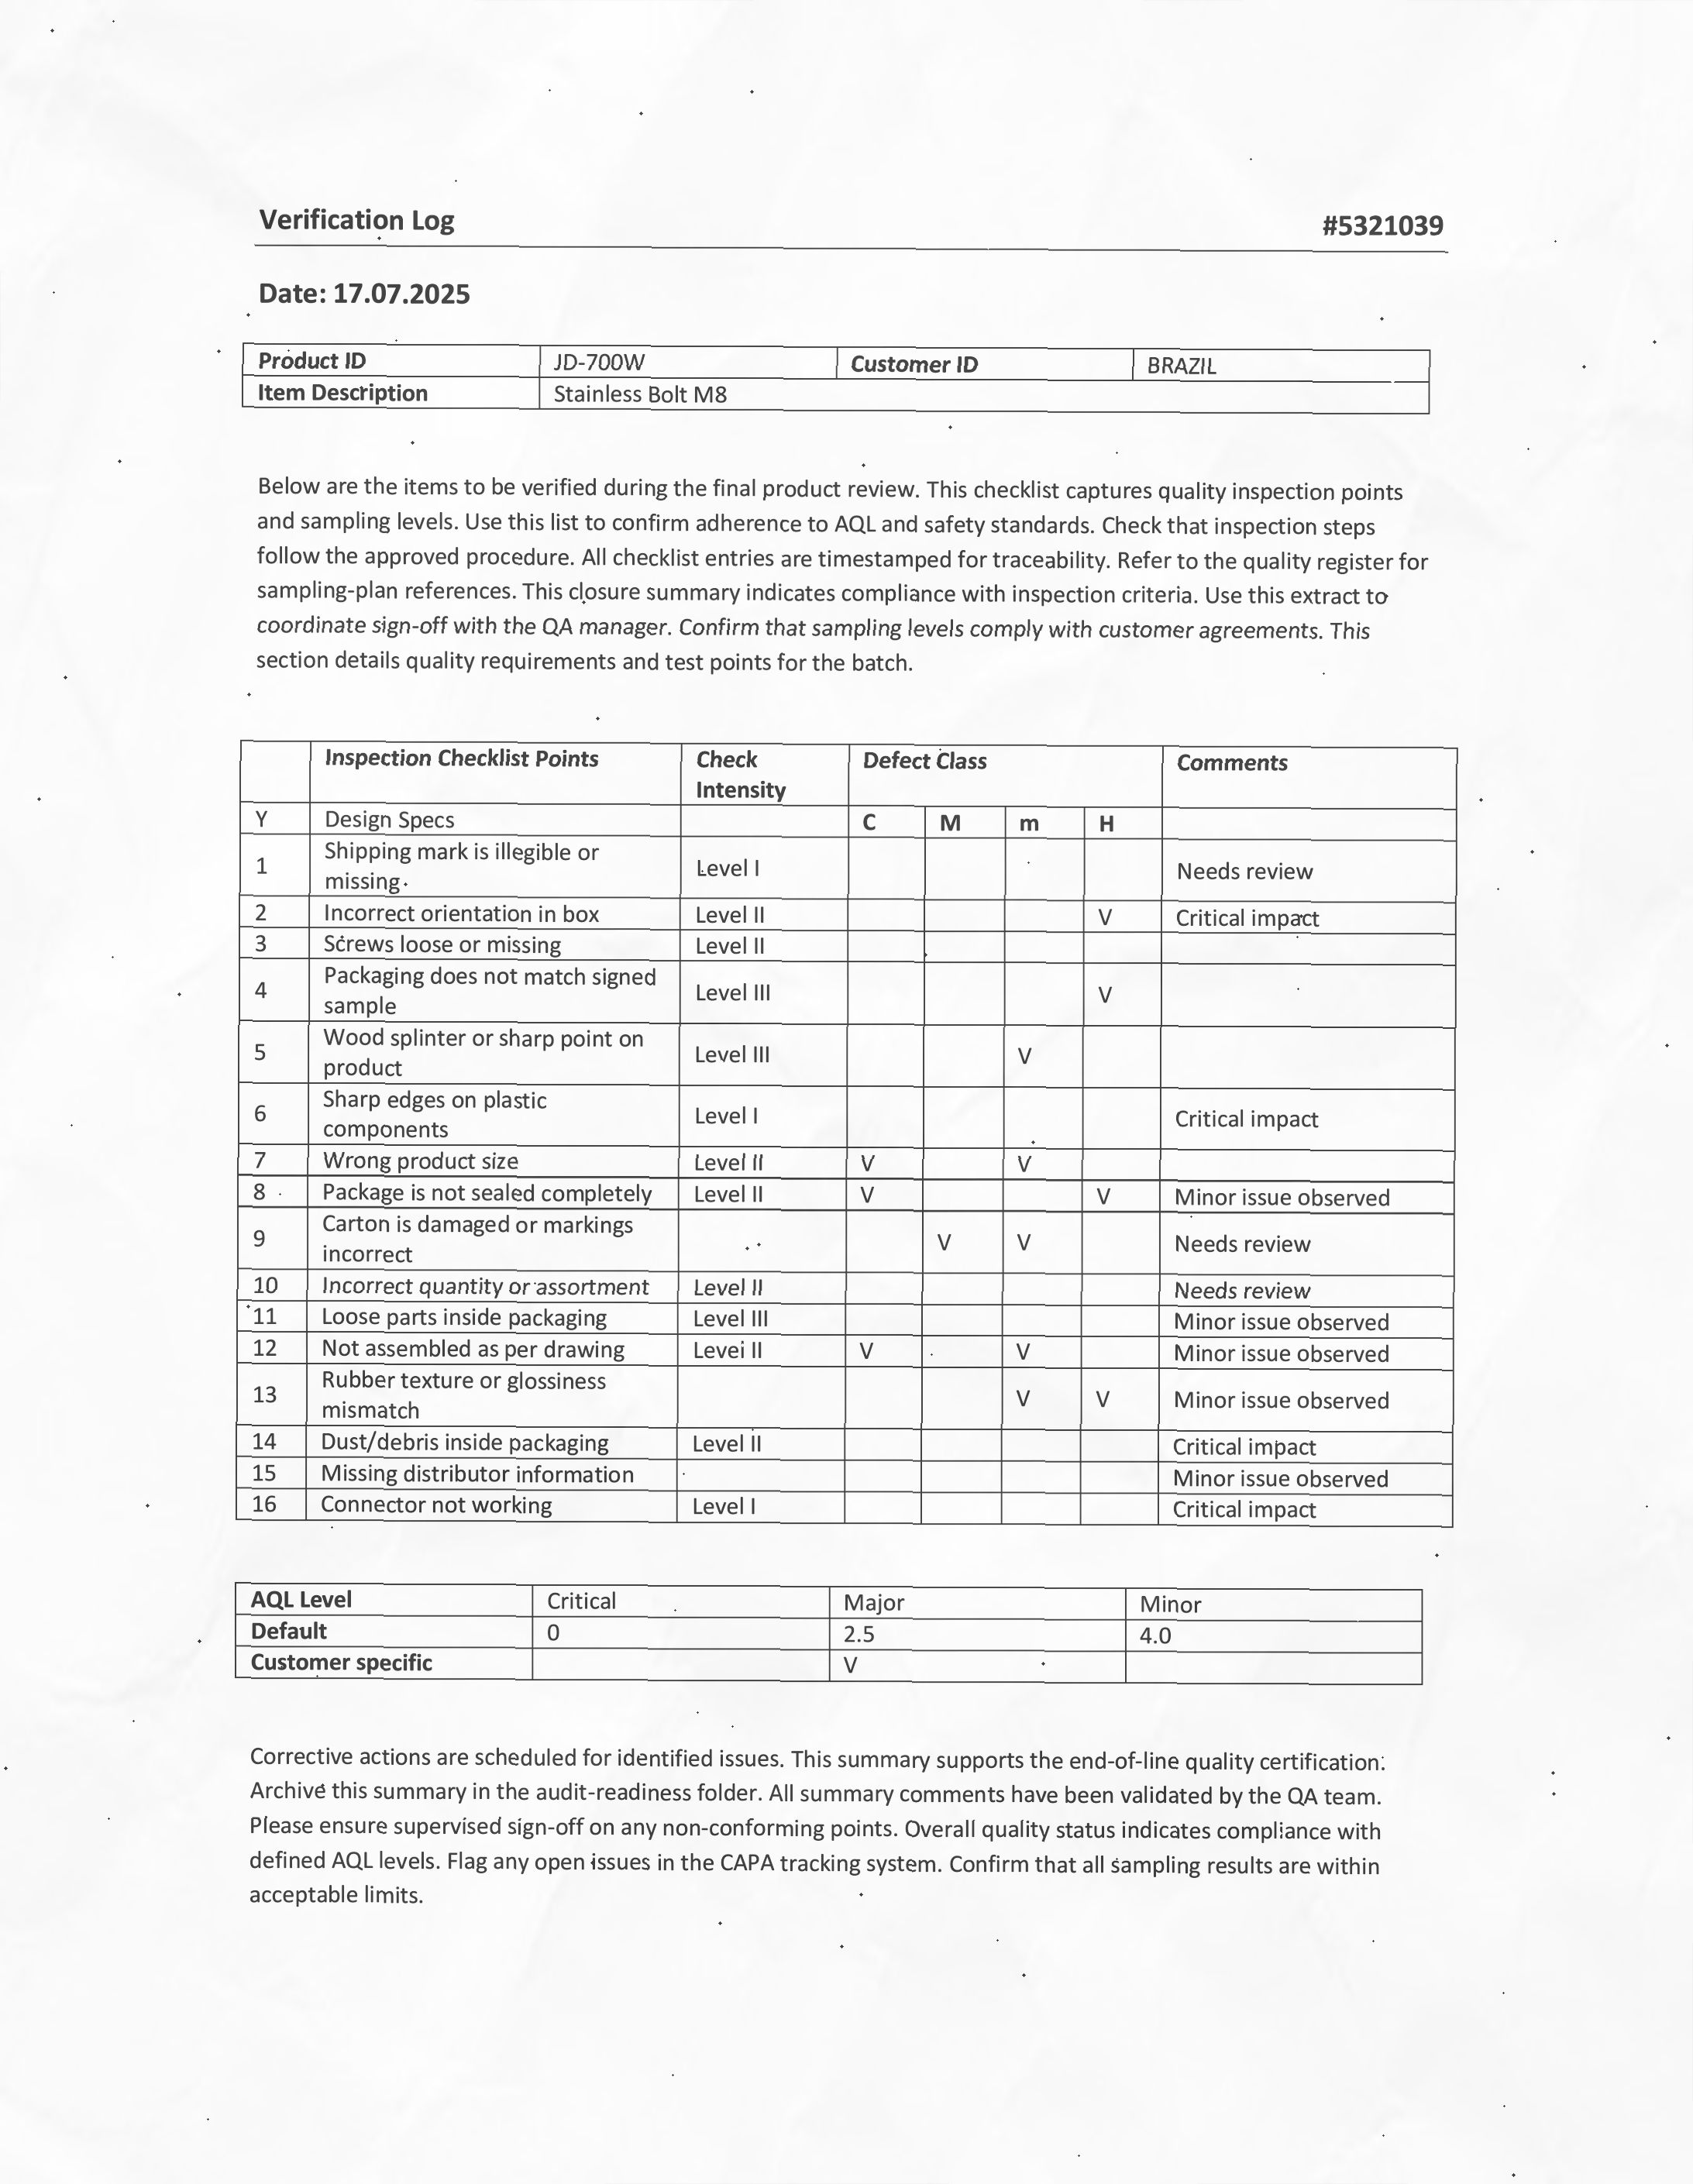 Verification Log #5321039
Date: 17.07.2025
Product ID JD-700W Customer ID BRAZIL
Item Description Stainless Bolt M8
Below are the items to be verified during the final product review. This checklist captures quality inspection points
and sampling levels. Use this list to confirm adherence to AQL and safety standards. Check that inspection steps
follow the approved procedure. All checklist entries are timestamped for traceability. Refer to the quality register for
sampling-plan references. This closure summary indicates compliance with inspection criteria. Use this extract to
coordinate sign-off with the QA manager. Confirm that sampling levels comply with customer agreements. This
section details quality requirements and test points for the batch.
Inspection Checklist Points Check Defect Class Comments
Intensity
Y Design Specs C M m H
Shipping mark is illegible or
1 Level I Needs review
missing
2 Incorrect orientation in box Level II V Critical impact
3 Screws loose or missing Level II
Packaging does not match signed
4 Level III V
sample
Wood splinter or sharp point on
5 Level III V
product
Sharp edges on plastic
6 Level I Critical impact
components
7 Wrong product size Level II V V
8 Package is not sealed completely Level II V V Minor issue observed
Carton is damaged or markings
9 V V Needs review
incorrect
10 Incorrect quantity or assortment Level II Needs review
11 Loose parts inside packaging Level III Minor issue observed
12 Not assembled as per drawing Level II V V Minor issue observed
Rubber texture or glossiness
13 V V Minor issue observed
mismatch
14 Dust/debris inside packaging Level II Critical impact
15 Missing distributor information Minor issue observed
16 Connector not working Level I Critical impact
AQL Level Critical Major Minor
Default 0 2.5 4.0
Customer specific V
Corrective actions are scheduled for identified issues. This summary supports the end-of-line quality certification.
Archive this summary in the audit-readiness folder. All summary comments have been validated by the QA team.
Please ensure supervised sign-off on any non-conforming points. Overall quality status indicates compliance with
defined AQL levels. Flag any open issues in the CAPA tracking system. Confirm that all sampling results are within
acceptable limits.